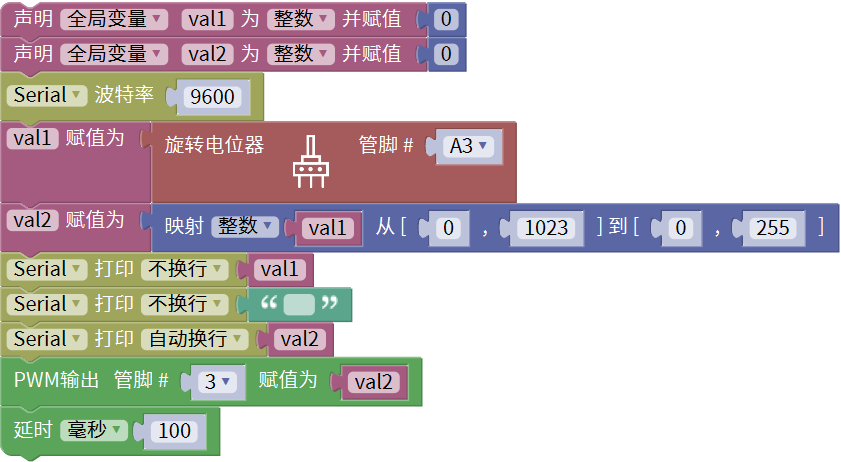 声明 全局变量 val1 为 整数 并赋值 0
声明 全局变量 val2 为 整数 并赋值 0
Serial 波特率 9600
val1 赋值为 旋转电位器 管脚 # A3
val2 赋值为 映射 整数 val1 从 [ 0 , 1023 ] 到 [ 0 , 255 ]
Serial 打印 不换行 val1
Serial 打印 不换行 “ ”
Serial 打印 自动换行 val2
PWM输出 管脚 # 3 赋值为 val2
延时 毫秒 100